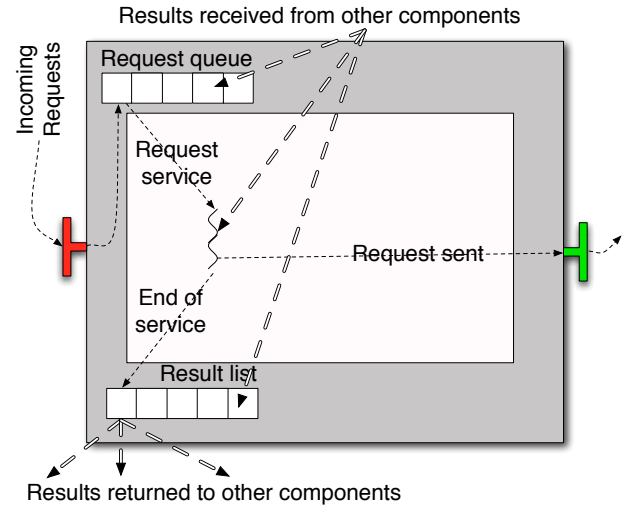 Results received from other components
Request queue
Incoming
Requests
Request
service
Request sent
End of
service
Result list
Results returned to other components